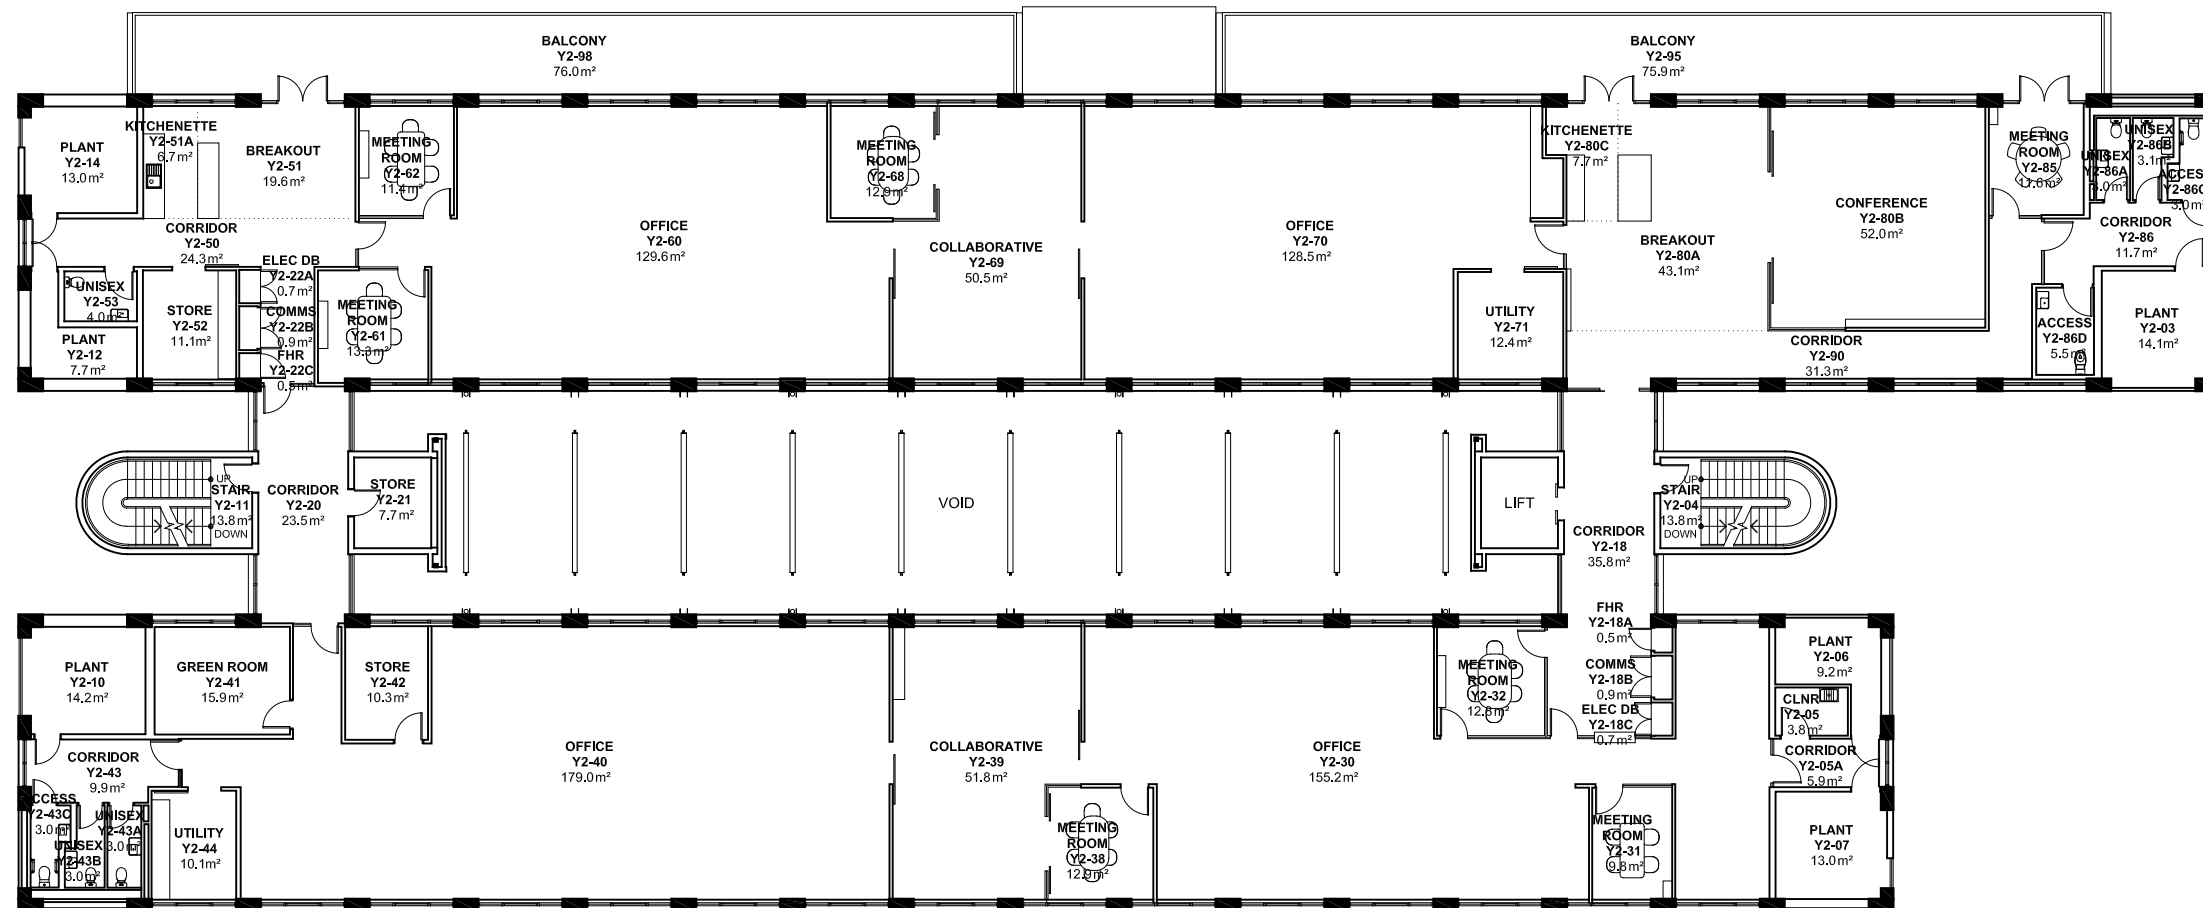 BALCONY
Y2-98
76.0m²
BALCONY
Y2-95
75.9m²
PLANT
Y2-14
13.0m²
KITCHENETTE
Y2-51A
6.7m²
BREAKOUT
Y2-51
19.6m²
MEETING
ROOM
Y2-62
11.4m²
MEETING
ROOM
Y2-68
12.9m²
KITCHENETTE
Y2-80C
7.7m²
MEETING
ROOM
Y2-85
11.6m²
UNISEX
Y2-86A
3.0m²
UNISEX
Y2-86B
3.1m²
ACCESS
Y2-86C
3.0m²
CORRIDOR
Y2-50
24.3m²
OFFICE
Y2-60
129.6m²
COLLABORATIVE
Y2-69
50.5m²
OFFICE
Y2-70
128.5m²
BREAKOUT
Y2-80A
43.1m²
CONFERENCE
Y2-80B
52.0m²
CORRIDOR
Y2-86
11.7m²
UNISEX
Y2-53
4.0m²
PLANT
Y2-12
7.7m²
STORE
Y2-52
11.1m²
ELEC DB
Y2-22A
0.7m²
COMMS
Y2-22B
0.9m²
FHR
Y2-22C
0.5m²
MEETING
ROOM
Y2-61
13.3m²
UTILITY
Y2-71
12.4m²
CORRIDOR
Y2-90
31.3m²
ACCESS
Y2-86D
5.5m²
PLANT
Y2-03
14.1m²
UP
STAIR
Y2-11
13.8m²
DOWN
CORRIDOR
Y2-20
23.5m²
STORE
Y2-21
7.7m²
VOID
LIFT
CORRIDOR
Y2-18
35.8m²
UP
STAIR
Y2-04
13.8m²
DOWN
PLANT
Y2-10
14.2m²
GREEN ROOM
Y2-41
15.9m²
STORE
Y2-42
10.3m²
MEETING
ROOM
Y2-32
12.8m²
FHR
Y2-18A
0.5m²
COMMS
Y2-18B
0.9m²
ELEC DB
Y2-18C
0.7m²
PLANT
Y2-06
9.2m²
CLNR
Y2-05
3.8m²
CORRIDOR
Y2-05A
5.9m²
CORRIDOR
Y2-43
9.9m²
OFFICE
Y2-40
179.0m²
COLLABORATIVE
Y2-39
51.8m²
OFFICE
Y2-30
155.2m²
ACCESS
Y2-43C
3.0m²
UNISEX
Y2-43A
3.0m²
UNISEX
Y2-43B
3.0m²
UTILITY
Y2-44
10.1m²
MEETING
ROOM
Y2-38
12.9m²
MEETING
ROOM
Y2-31
9.8m²
PLANT
Y2-07
13.0m²